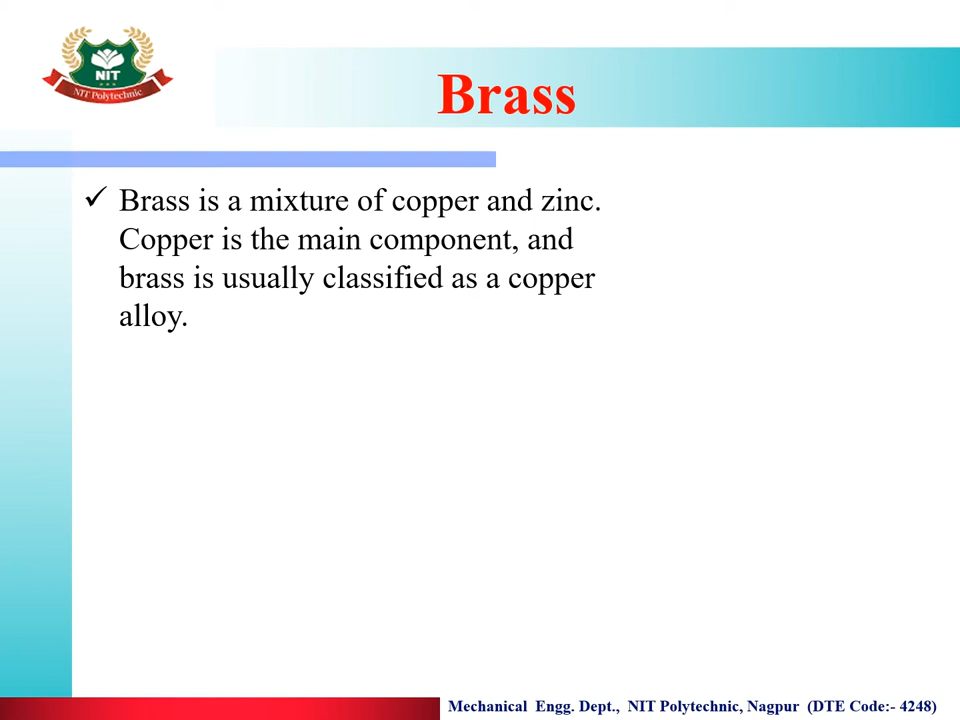 NIT
NIT Polytechnic
Brass
✓ Brass is a mixture of copper and zinc.
Copper is the main component, and
brass is usually classified as a copper
alloy.
Mechanical Engg. Dept., NIT Polytechnic, Nagpur (DTE Code:- 4248)